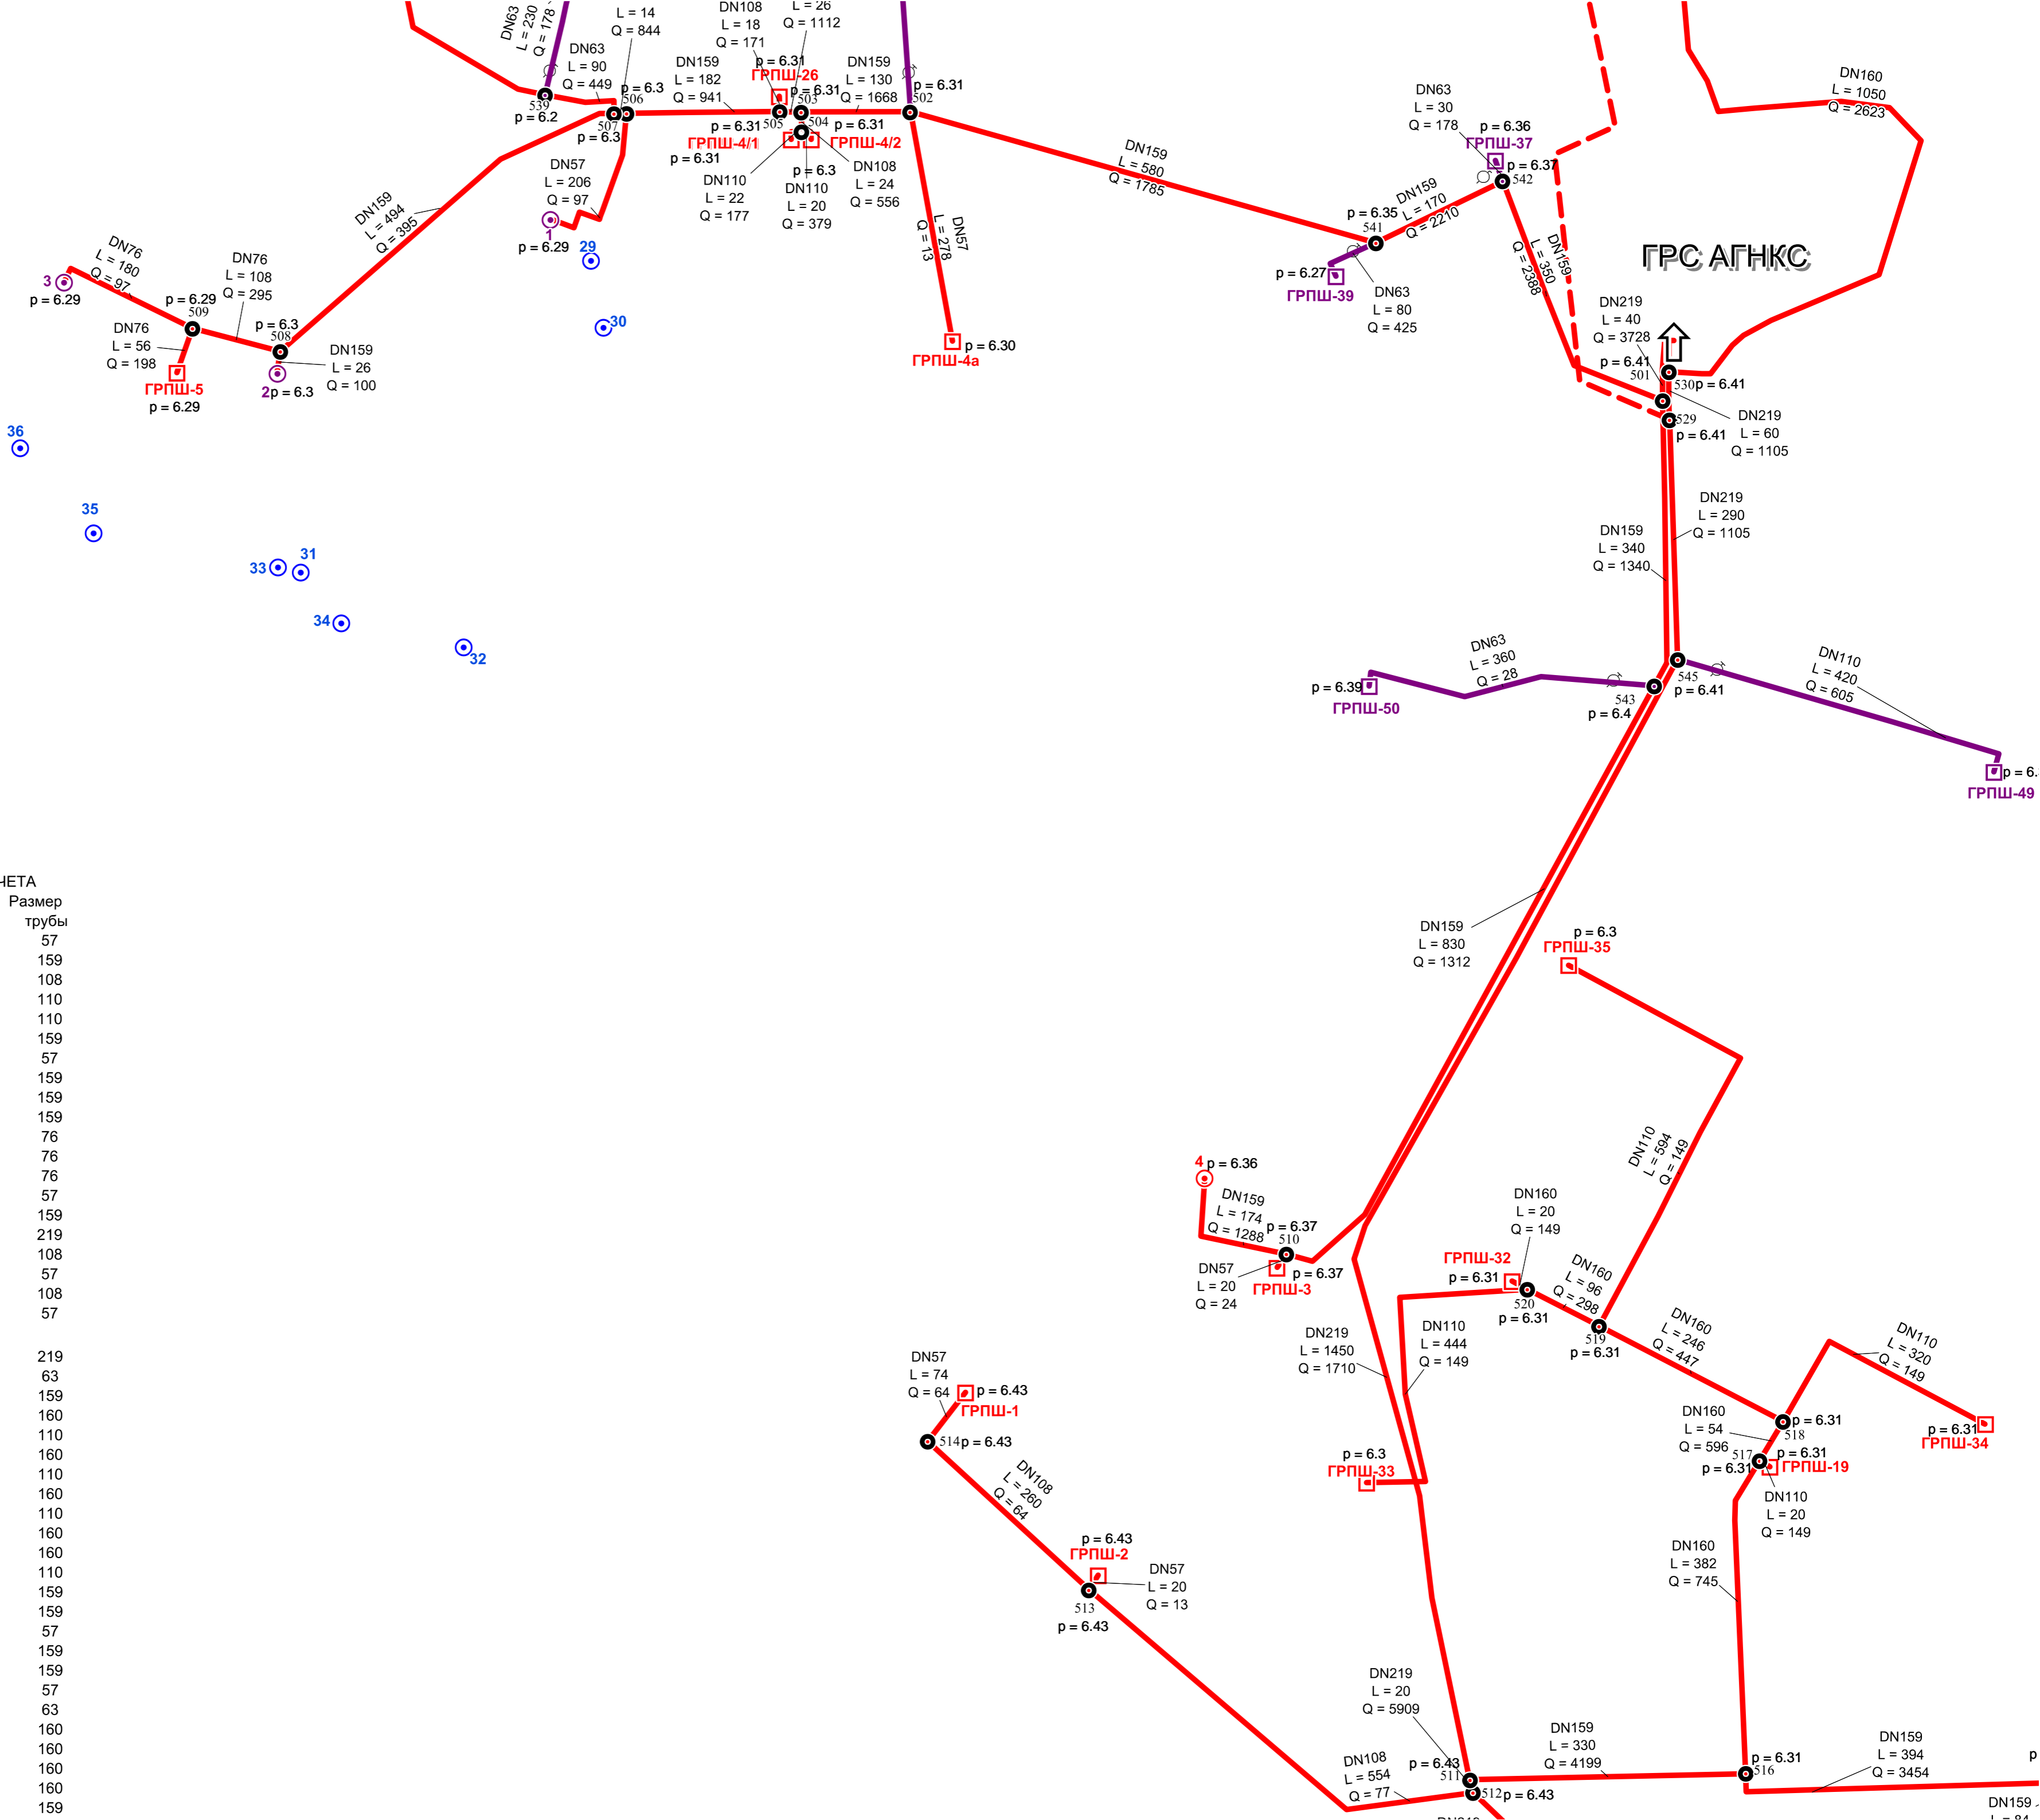 DN63
L = 230
Q = 178
L = 14
Q = 844
DN63
L = 90
Q = 449
DN108
L = 18
Q = 171
L = 26
Q = 1112
p = 6.31
ГРПШ-26
p = 6.31
503
DN159
L = 182
Q = 941
DN159
L = 130
Q = 1668
p = 6.31
502
539
p = 6.2
p = 6.3
506
507
p = 6.3
505
504
p = 6.31
p = 6.31
ГРПШ-4/1
ГРПШ-4/2
p = 6.31
p = 6.3
DN57
L = 206
Q = 97
DN110
L = 22
Q = 177
DN110
L = 20
Q = 379
DN108
L = 24
Q = 556
1
p = 6.29
29
30
DN159
L = 494
Q = 395
DN76
L = 180
Q = 97
DN76
L = 108
Q = 295
3
p = 6.29
p = 6.29
509
p = 6.3
508
DN76
L = 56
Q = 198
DN159
L = 26
Q = 100
ГРПШ-5
p = 6.29
2
p = 6.3
DN57
L = 278
Q = 13
p = 6.30
ГРПШ-4а
DN159
L = 580
Q = 1785
DN63
L = 30
Q = 178
p = 6.36
ГРПШ-37
p = 6.37
542
DN159
L = 170
Q = 2210
p = 6.35
541
p = 6.27
ГРПШ-39
DN63
L = 80
Q = 425
DN159
L = 350
Q = 2388
DN160
L = 1050
Q = 2623
ГРС АГНКС
DN219
L = 40
Q = 3728
p = 6.41
501
530
p = 6.41
529
p = 6.41
DN219
L = 60
Q = 1105
DN219
L = 290
Q = 1105
DN159
L = 340
Q = 1340
36
35
33
31
34
32
DN63
L = 360
Q = 28
p = 6.39
ГРПШ-50
543
p = 6.4
545
p = 6.41
DN110
L = 420
Q = 605
p = 6.
ГРПШ-49
DN159
L = 830
Q = 1312
p = 6.3
ГРПШ-35
DN110
L = 594
Q = 149
4
p = 6.36
DN159
L = 174
Q = 1288
p = 6.37
510
DN57
L = 20
Q = 24
p = 6.37
ГРПШ-3
DN160
L = 20
Q = 149
ГРПШ-32
p = 6.31
520
p = 6.31
DN160
L = 96
Q = 298
519
p = 6.31
DN219
L = 1450
Q = 1710
DN110
L = 444
Q = 149
DN160
L = 246
Q = 447
DN110
L = 320
Q = 149
p = 6.31
518
p = 6.31
ГРПШ-34
DN160
L = 54
Q = 596
517
p = 6.31
p = 6.31
ГРПШ-19
DN110
L = 20
Q = 149
DN160
L = 382
Q = 745
p = 6.3
ГРПШ-33
DN57
L = 74
Q = 64
p = 6.43
ГРПШ-1
514
p = 6.43
DN108
L = 260
Q = 64
p = 6.43
ГРПШ-2
DN57
L = 20
Q = 13
513
p = 6.43
DN219
L = 20
Q = 5909
p = 6.43
511
512
p = 6.43
DN108
L = 554
Q = 77
DN159
L = 330
Q = 4199
p = 6.31
516
DN159
L = 394
Q = 3454
p
DN159
ЧЕТА
Размер
трубы
57
159
108
110
110
159
57
159
159
159
76
76
76
57
159
219
108
57
108
57
219
63
159
160
110
160
110
160
110
160
160
110
159
159
57
159
159
57
63
160
160
160
160
159